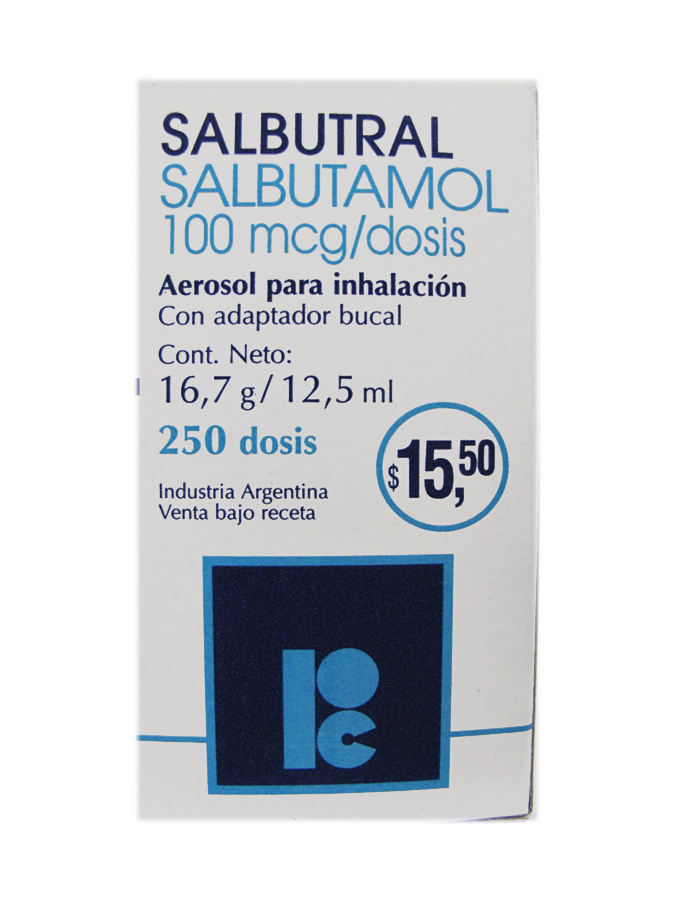 SALBUTRAL
SALBUTAMOL
100 mcg/dosis
Aerosol para inhalación
Con adaptador bucal
Cont. Neto:
16,7 g/ 12,5 ml
250 dosis
$15,50
Industria Argentina
Venta bajo receta